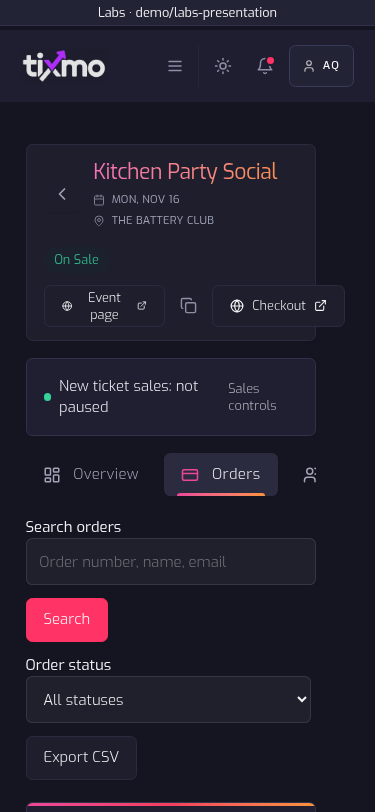 Labs · demo/labs-presentation
tixmo
AQ
Kitchen Party Social
MON, NOV 16
THE BATTERY CLUB
On Sale
Event
page
Checkout
New ticket sales: not
paused
Sales
controls
Overview
Orders
Search orders
Order number, name, email
Search
Order status
All statuses
Export CSV